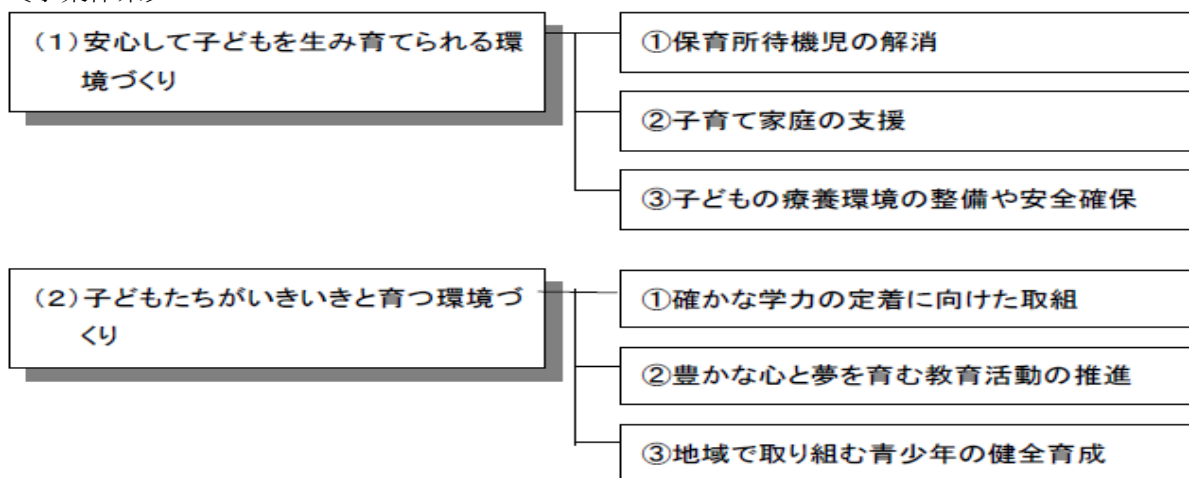 (1)安心して子どもを生み育てられる環
境づくり
①保育所待機児の解消
②子育て家庭の支援
③子どもの療養環境の整備や安全確保
(2)子どもたちがいきいきと育つ環境づ
くり
①確かな学力の定着に向けた取組
②豊かな心と夢を育む教育活動の推進
③地域で取り組む青少年の健全育成